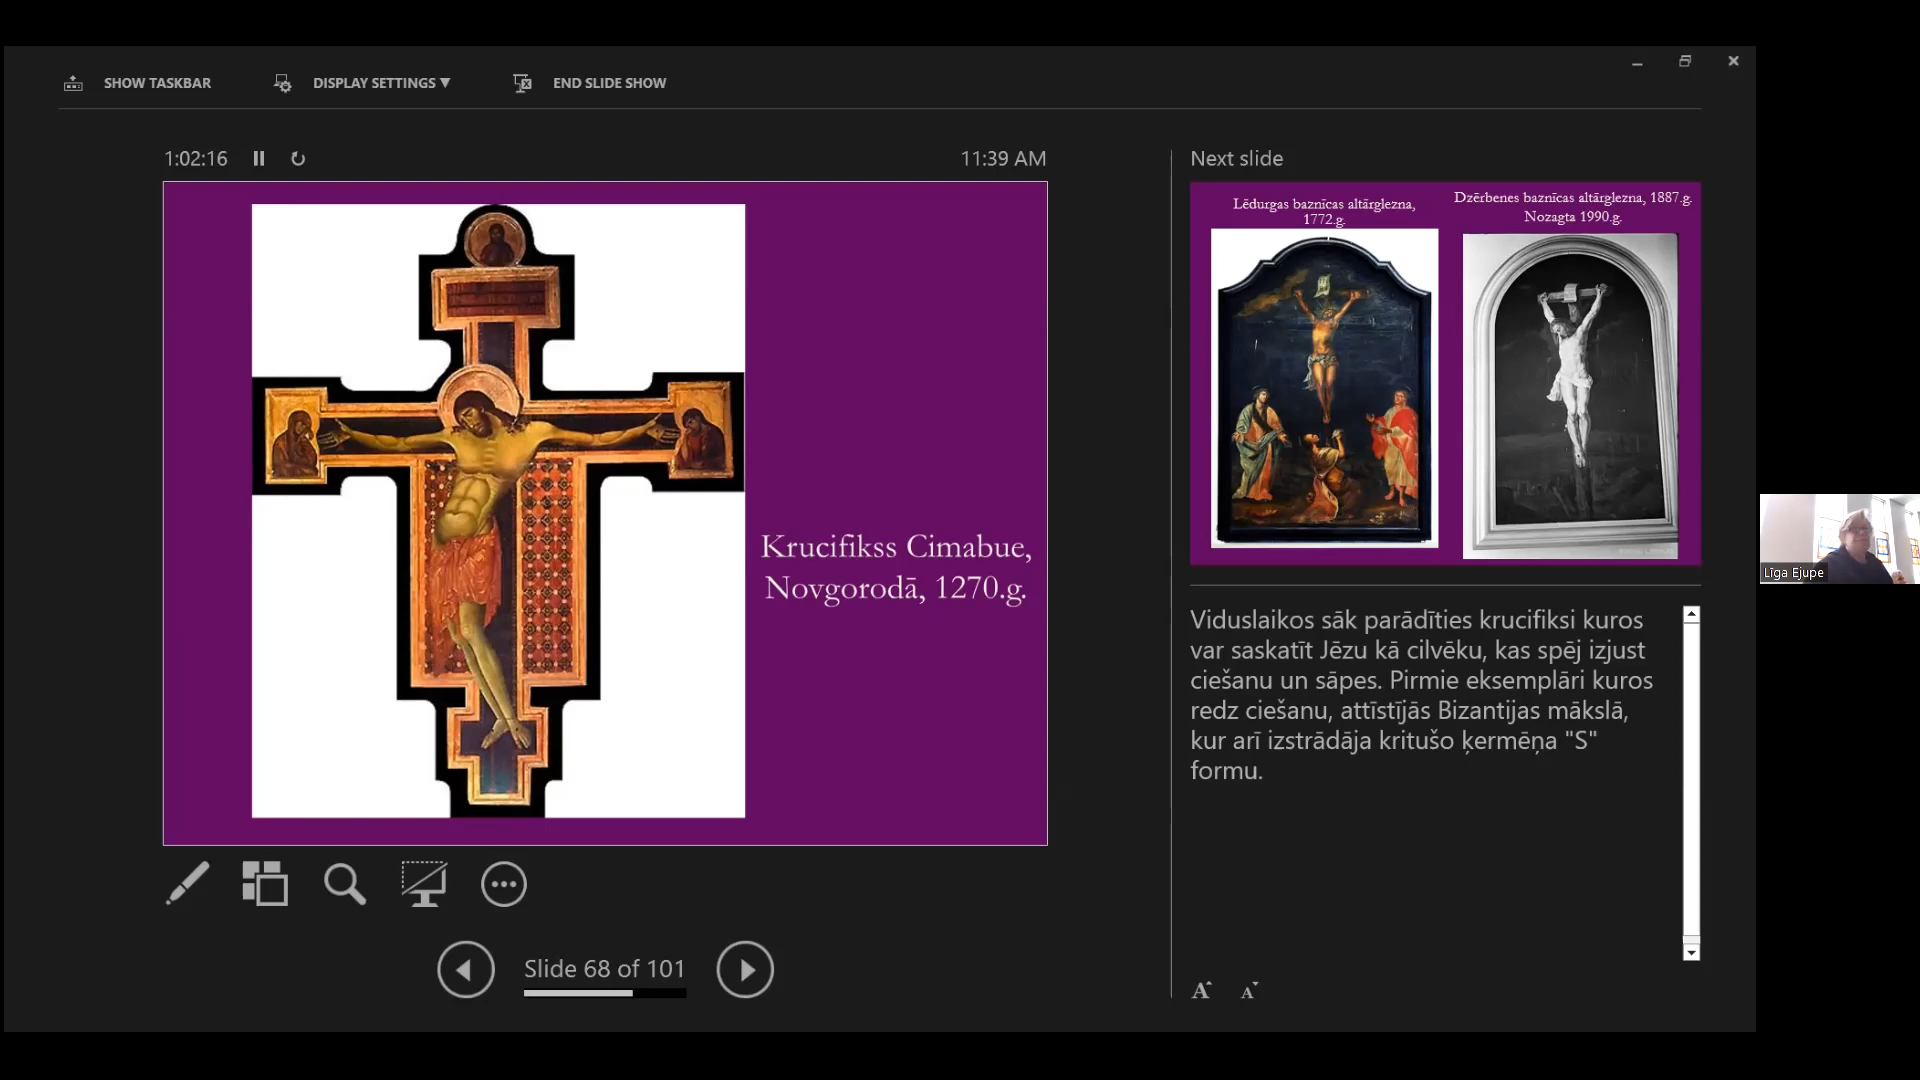 SHOW TASKBAR
DISPLAY SETTINGS ▼
END SLIDE SHOW
1:02:16
11:39 AM
Krucifikss Cimabue,
Novgorodā, 1270.g.
Slide 68 of 101
Next slide
Lēdurgas baznīcas altārglezna,
1772.g.
Dzērbenes baznīcas altārglezna, 1887.g.
Nozagta 1990.g.
Viduslaikos sāk parādīties krucifiksi kuros
var saskatīt Jēzu kā cilvēku, kas spēj izjust
ciešanu un sāpes. Pirmie eksemplāri kuros
redz ciešanu, attīstījās Bizantijas mākslā,
kur arī izstrādāja kritušo ķermēņa "S"
formu.
A A
Līga Ejupe